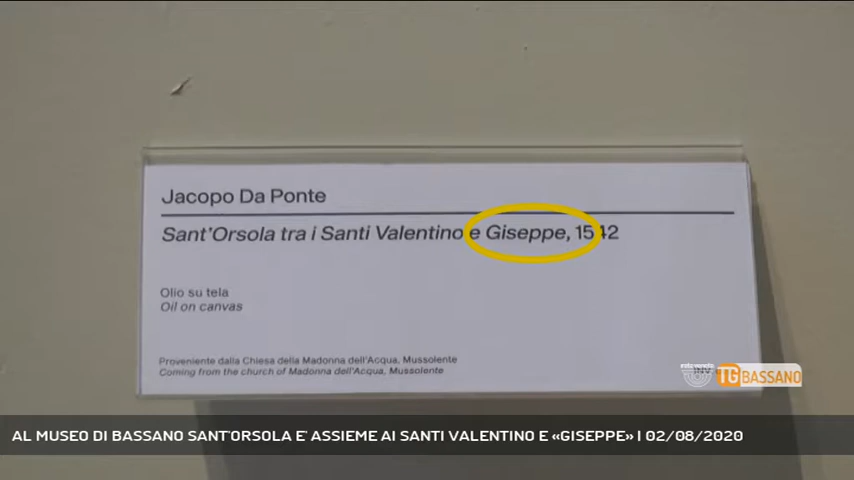 Jacopo Da Ponte
Sant'Orsola tra i Santi Valentino e Giseppe, 1542
Olio su tela
Oil on canvas
Proveniente dalla Chiesa della Madonna dell'Acqua, Mussolente
Coming from the church of Madonna dell'Acqua, Mussolente
TG BASSANO
AL MUSEO DI BASSANO SANT'ORSOLA E' ASSIEME AI SANTI VALENTINO E «GISEPPE» | 02/08/2020